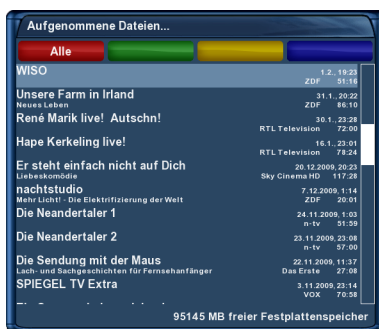 Aufgenommene Dateien...
Alle
WISO 1.2., 19:23
ZDF 51:16
Unsere Farm in Irland 31.1., 20:22
Neues Leben ZDF 86:10
René Marik live! Autschn! 30.1., 23:28
RTL Television 72:00
Hape Kerkeling live! 16.1., 23:01
RTL Television 78:24
Er steht einfach nicht auf Dich 20.12.2009, 20:23
Liebeskomödie Sky Cinema HD 117:28
nachtstudio 7.12.2009, 1:14
Mehr Licht! - Die Elektrifizierung der Welt ZDF 20:01
Die Neandertaler 1 24.11.2009, 1:03
n-tv 51:59
Die Neandertaler 2 23.11.2009, 23:08
n-tv 57:00
Die Sendung mit der Maus 22.11.2009, 11:37
Lach- und Sachgeschichten für Fernsehanfänger Das Erste 27:08
SPIEGEL TV Extra 3.11.2009, 23:14
VOX 70:58
95145 MB freier Festplattenspeicher